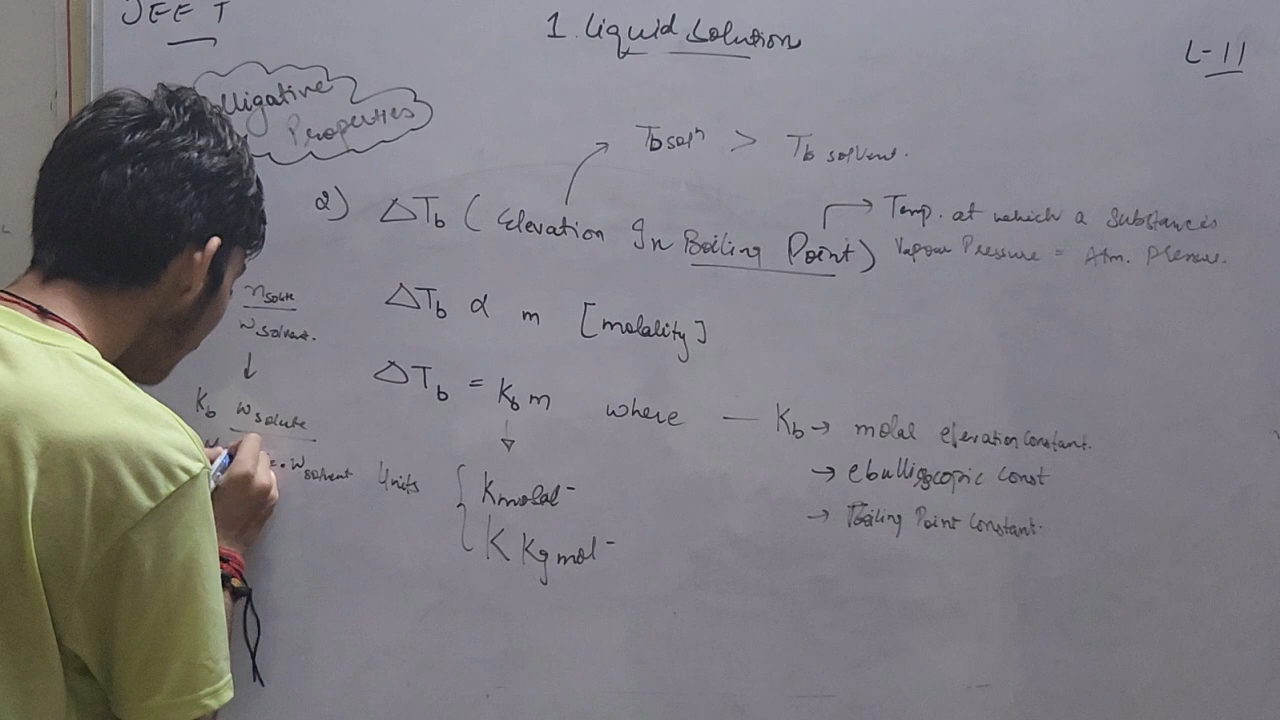 JEE T
1. Liquid Solution
L-11
lligative
Properties
Tb solⁿ > Tb solvent.
2) ΔTb ( Elevation In Boiling Point)
Temp. at which a Substances
Vapour Pressure = Atm. Pressure.
ΔTb α m [molality]
n solute
w solvent.
ΔTb = Kb m where — Kb → molal elevation constant.
→ ebullioscopic const
→ Boiling Point Constant.
↓
Kb w solute
. w solvent
Units { K molal⁻
K Kg mol⁻